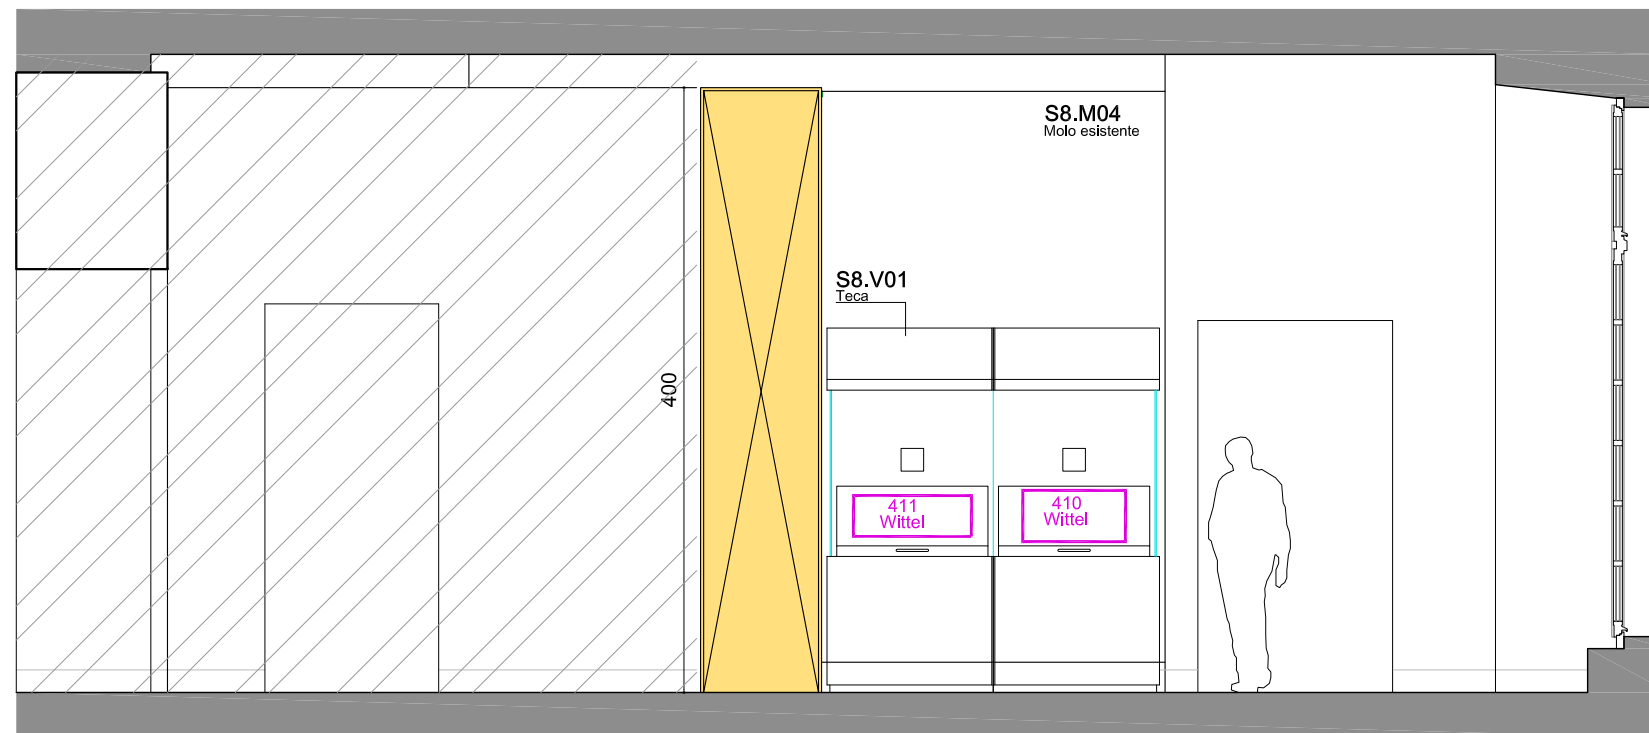 S8.M04
Molo esistente
S8.V01
Teca
400
411
Wittel
410
Wittel